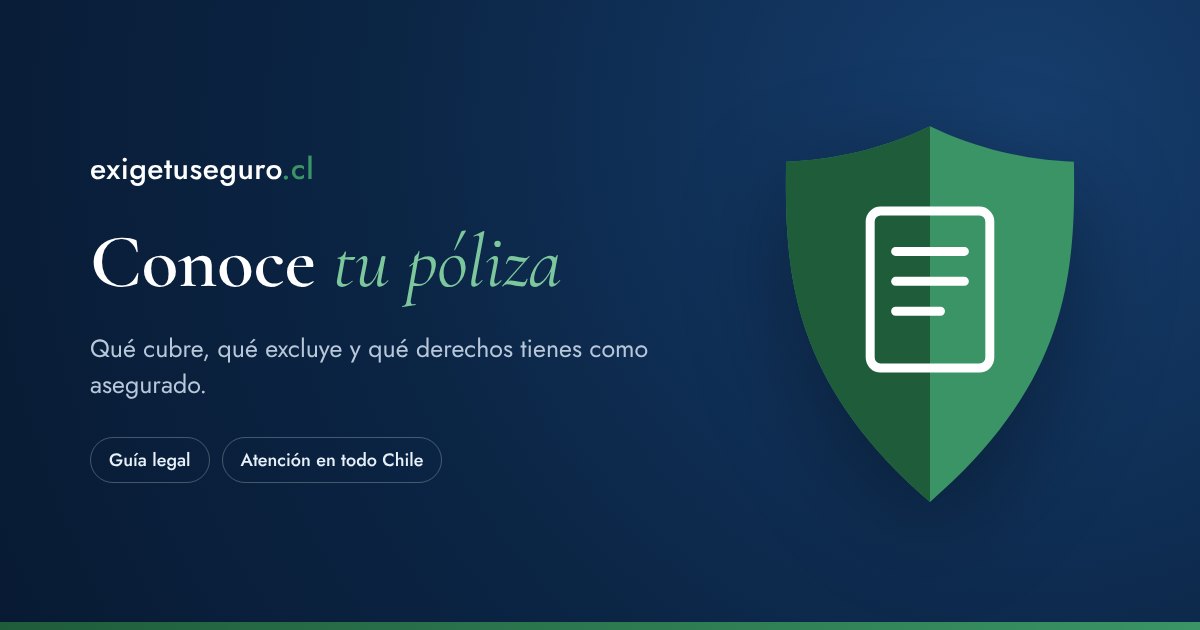 exigetuseguro.cl
Conoce tu póliza
Qué cubre, qué excluye y qué derechos tienes como
asegurado.
Guía legal
Atención en todo Chile